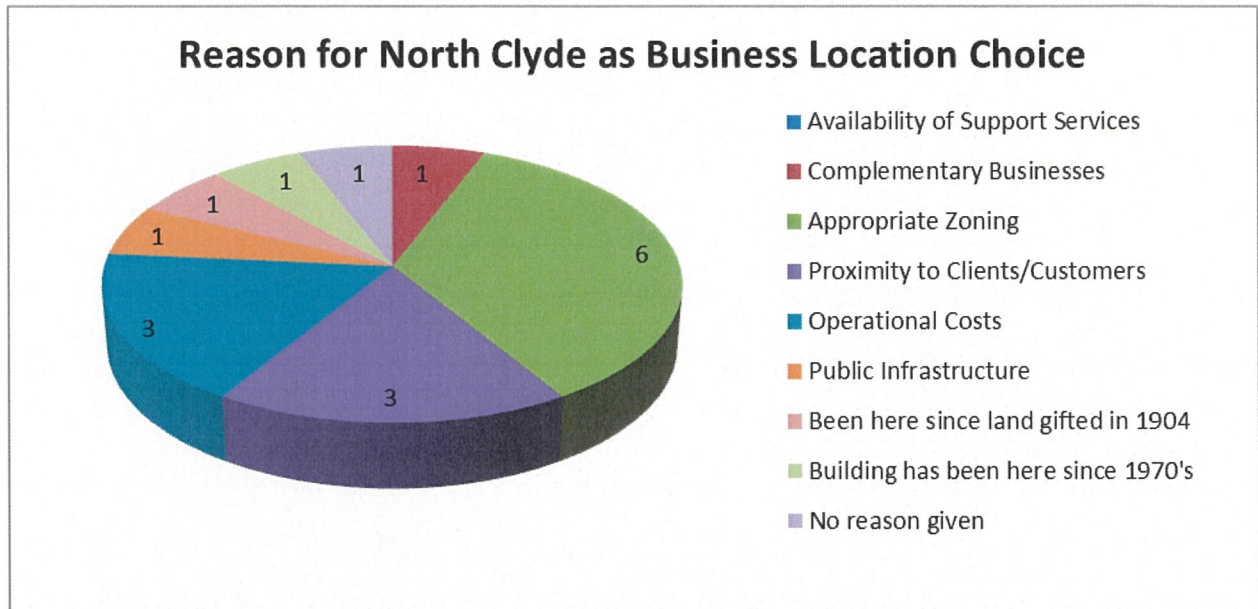 Reason for North Clyde as Business Location Choice
1
6
3
3
1
1
1
1
Availability of Support Services
Complementary Businesses
Appropriate Zoning
Proximity to Clients/Customers
Operational Costs
Public Infrastructure
Been here since land gifted in 1904
Building has been here since 1970's
No reason given